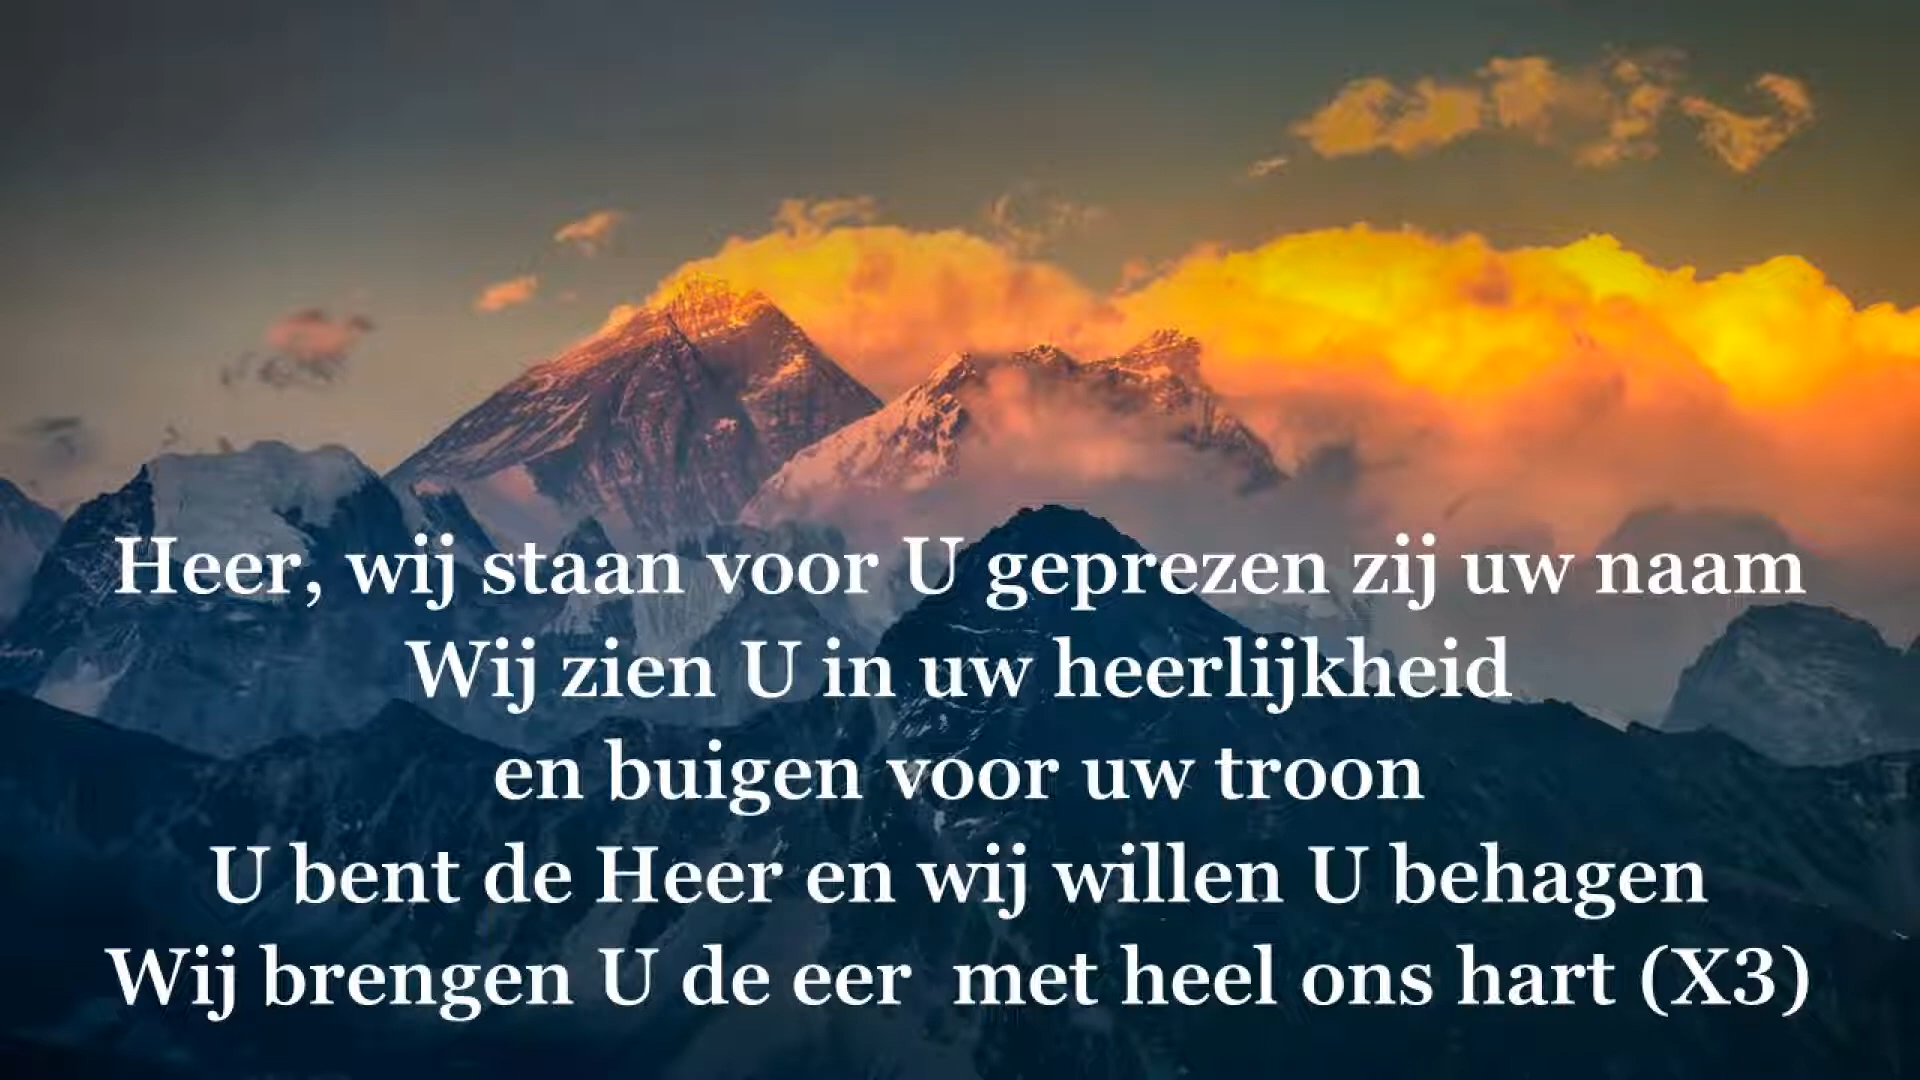 Heer, wij staan voor U geprezen zij uw naam
Wij zien U in uw heerlijkheid
en buigen voor uw troon
U bent de Heer en wij willen U behagen
Wij brengen U de eer  met heel ons hart (X3)